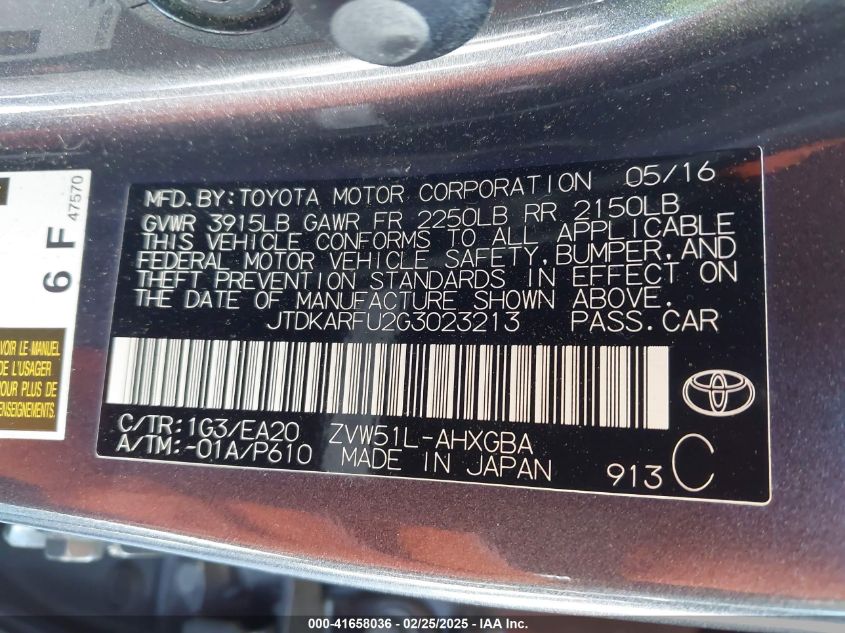 MFD. BY: TOYOTA MOTOR CORPORATION 05/16
GVWR 3915LB GAWR FR 2250LB RR 2150LB
THIS VEHICLE CONFORMS TO ALL APPLICABLE
FEDERAL MOTOR VEHICLE SAFETY, BUMPER, AND
THEFT PREVENTION STANDARDS IN EFFECT ON
THE DATE OF MANUFACTURE SHOWN ABOVE.
JTDKARFU2G3023213 PASS.CAR
C/TR: 1G3/EA20 ZVW51L-AHXGBA
A/TM: -01A/P610 MADE IN JAPAN 913 C
6 F 47570
VOIR LE MANUEL
DE L'USAGER
POUR PLUS DE
RENSEIGNEMENTS.
000-41658036 - 02/25/2025 - IAA Inc.